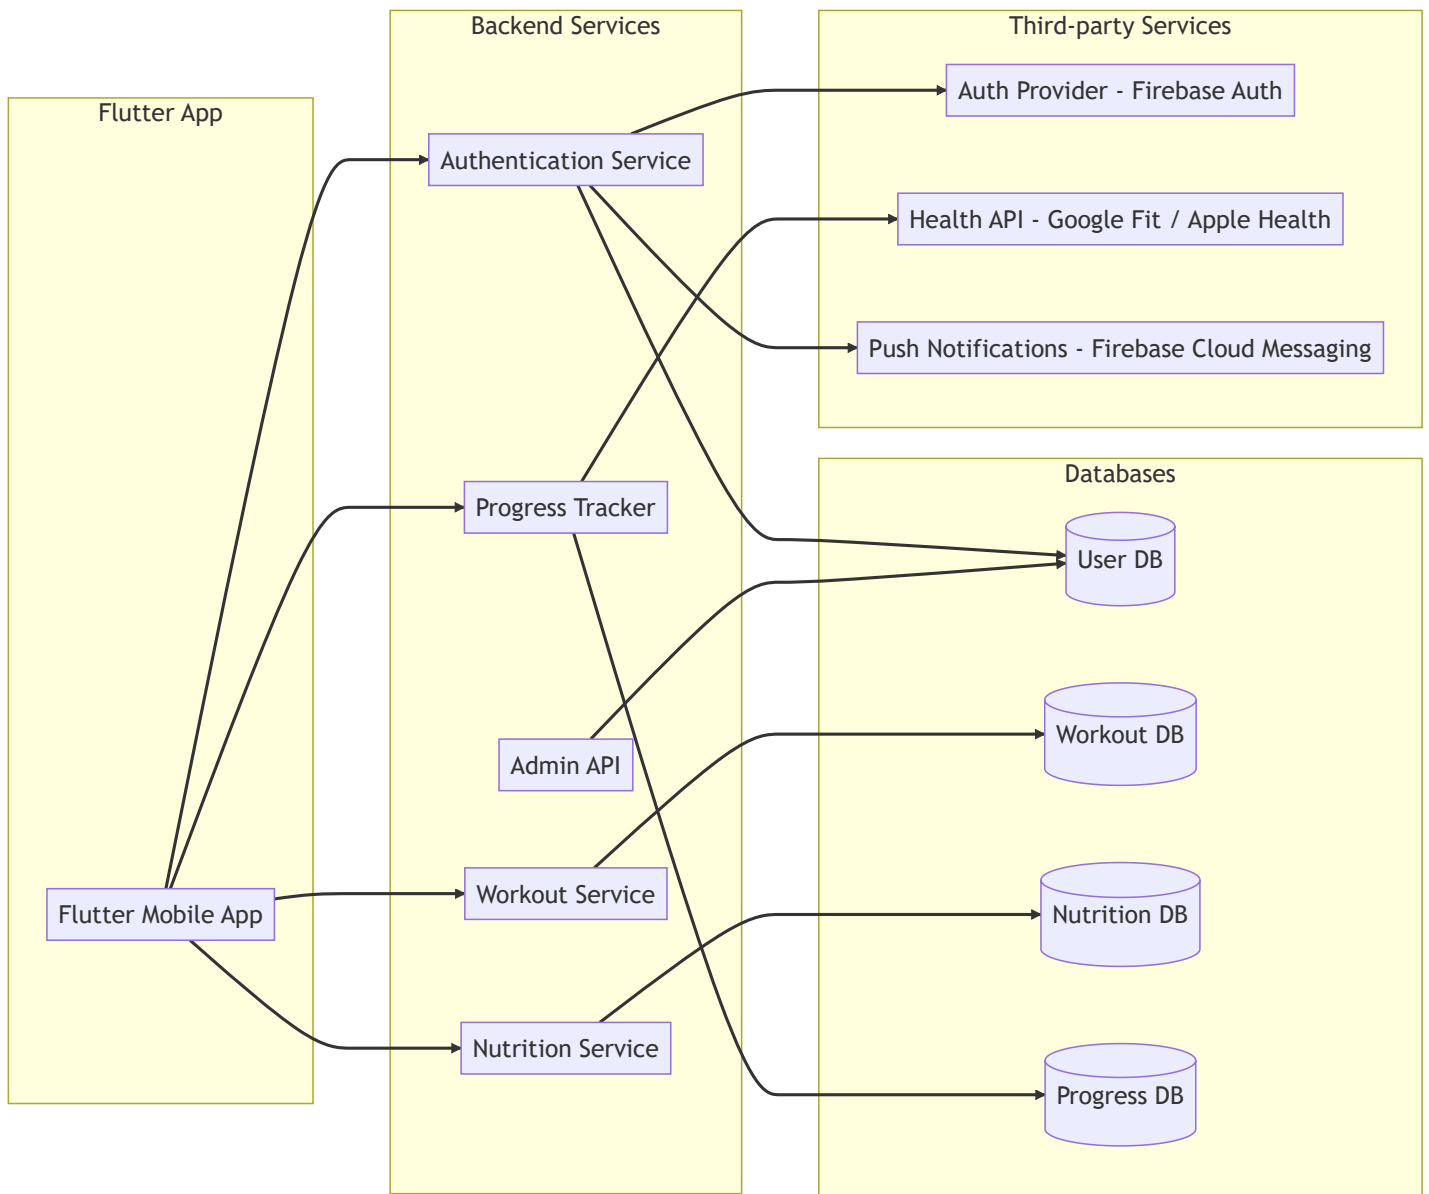 Flutter App
Flutter Mobile App
Backend Services
Authentication Service
Progress Tracker
Admin API
Workout Service
Nutrition Service
Third-party Services
Auth Provider - Firebase Auth
Health API - Google Fit / Apple Health
Push Notifications - Firebase Cloud Messaging
Databases
User DB
Workout DB
Nutrition DB
Progress DB